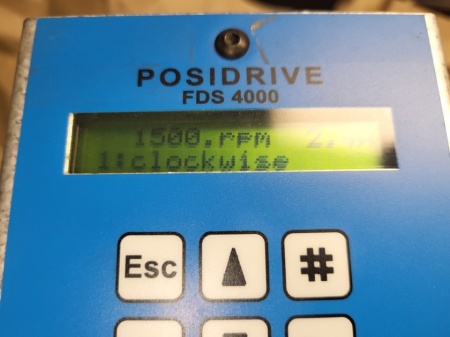 POSIDRIVE
FDS 4000
1500.rpm
1:clockwise
Esc
#